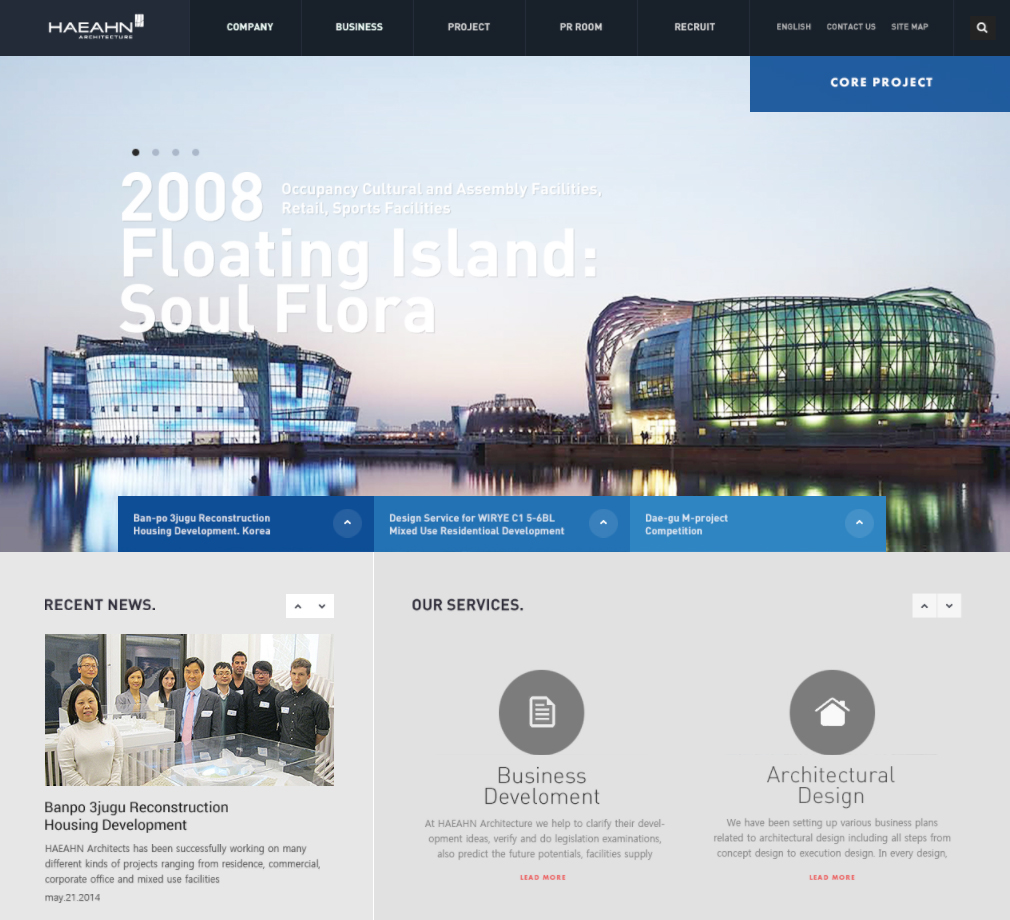 HAEAHN
ARCHITECTURE
COMPANY
BUSINESS
PROJECT
PR ROOM
RECRUIT
ENGLISH
CONTACT US
SITE MAP
CORE PROJECT
2008
Occupancy Cultural and Assembly Facilities,
Retail, Sports Facilities
Floating Island:
Soul Flora
Ban-po 3jugu Reconstruction
Housing Development. Korea
Design Service for WIRYE C1 5-6BL
Mixed Use Residentioal Development
Dae-gu M-project
Competition
RECENT NEWS.
Banpo 3jugu Reconstruction
Housing Development
HAEAHN Architects has been successfully working on many
different kinds of projects ranging from residence, commercial,
corporate office and mixed use facilities
may.21.2014
OUR SERVICES.
Business
Develoment
At HAEAHN Architecture we help to clarify their devel-
opment ideas, verify and do legislation examinations,
also predict the future potentials, facilities supply
LEAD MORE
Architectural
Design
We have been setting up various business plans
related to architectural design including all steps from
concept design to execution design. In every design,
LEAD MORE